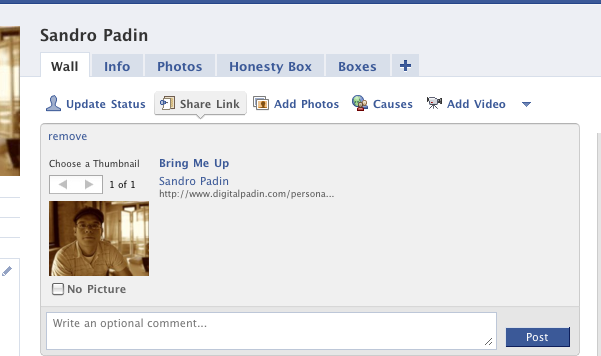 Sandro Padin
Wall Info Photos Honesty Box Boxes +
Update Status Share Link Add Photos Causes Add Video
remove
Choose a Thumbnail
1 of 1
Bring Me Up
Sandro Padin
http://www.digitalpadin.com/persona...
No Picture
Write an optional comment...
Post